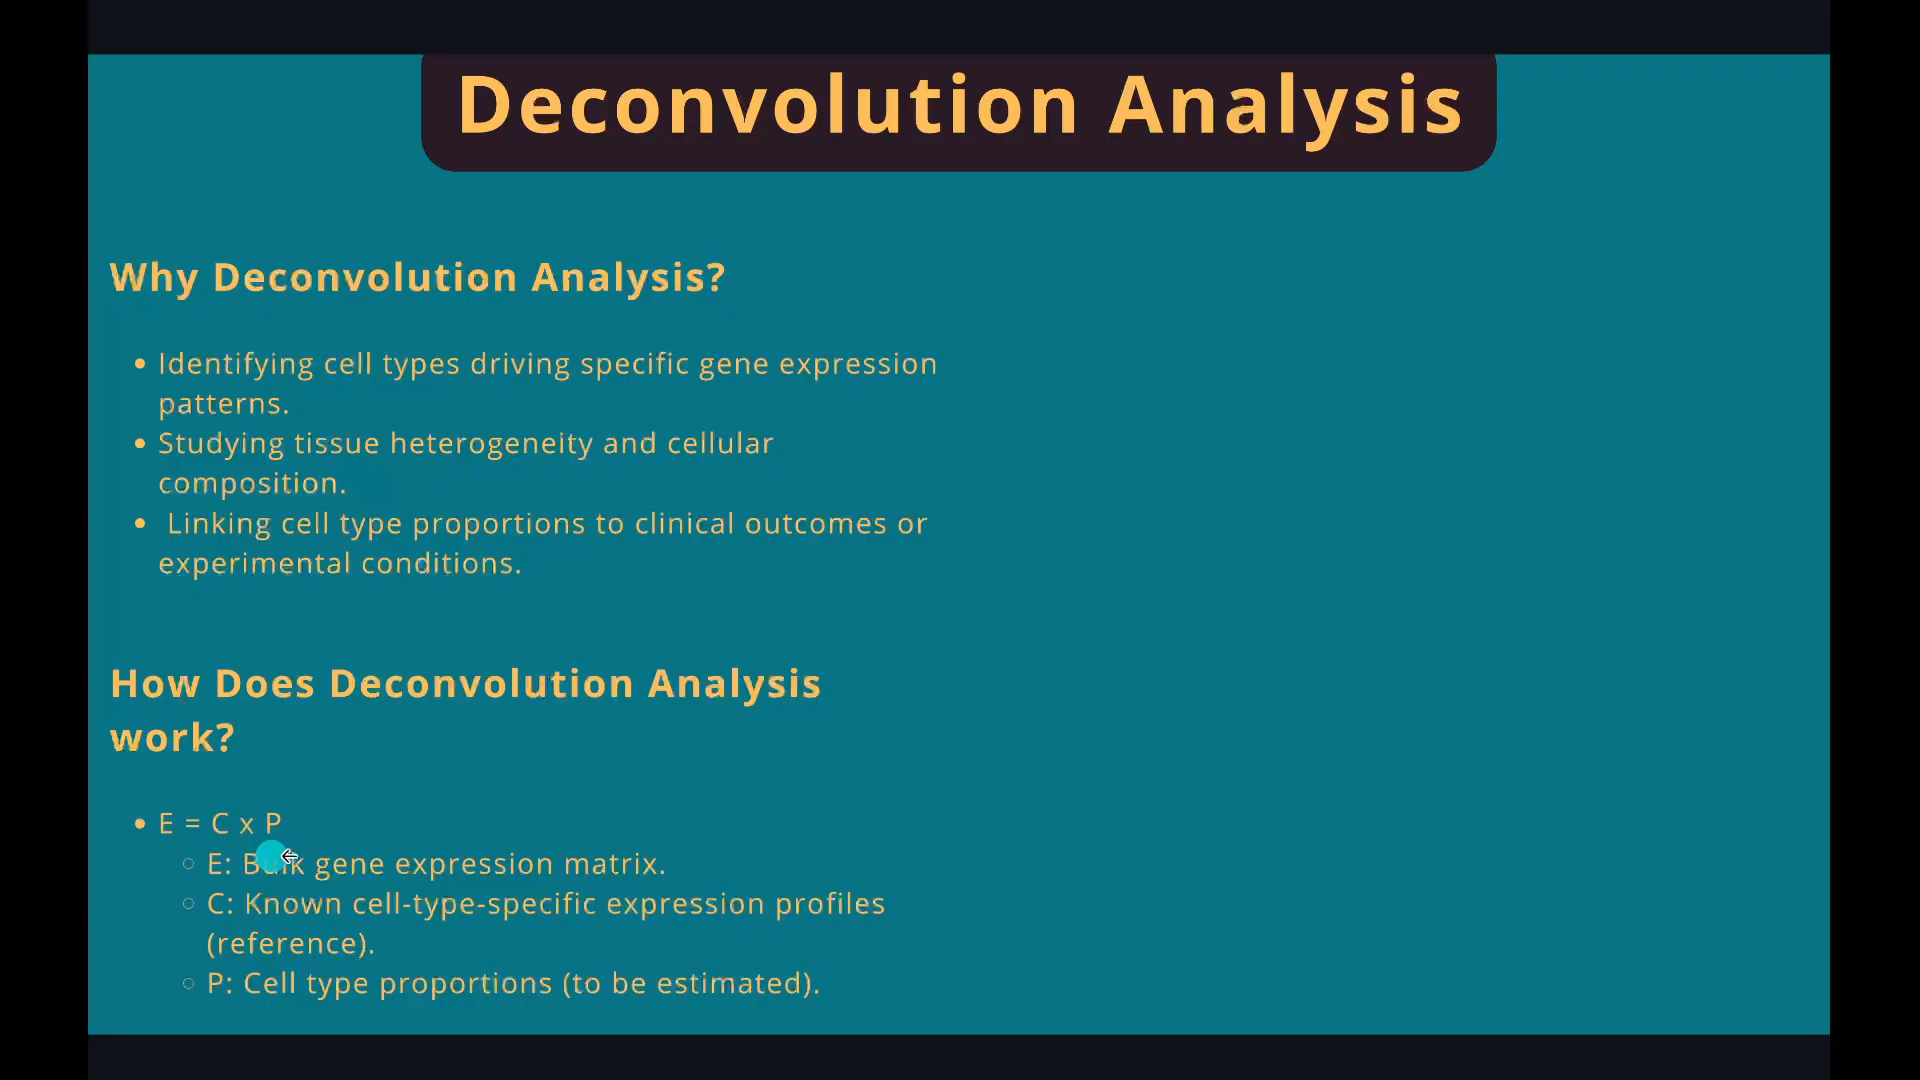 Deconvolution Analysis
Why Deconvolution Analysis?
• Identifying cell types driving specific gene expression
patterns.
• Studying tissue heterogeneity and cellular
composition.
• Linking cell type proportions to clinical outcomes or
experimental conditions.
How Does Deconvolution Analysis
work?
• E = C x P
○ E: Bulk gene expression matrix.
○ C: Known cell-type-specific expression profiles
(reference).
○ P: Cell type proportions (to be estimated).